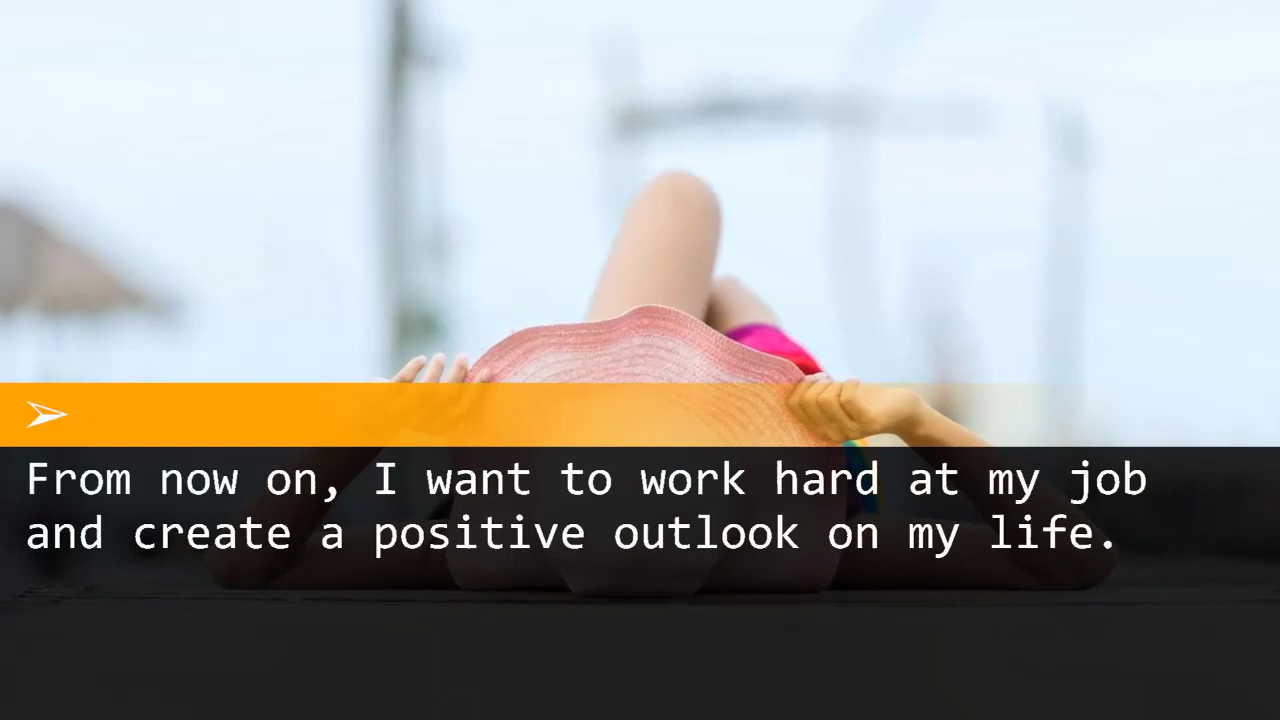 From now on, I want to work hard at my job
and create a positive outlook on my life.